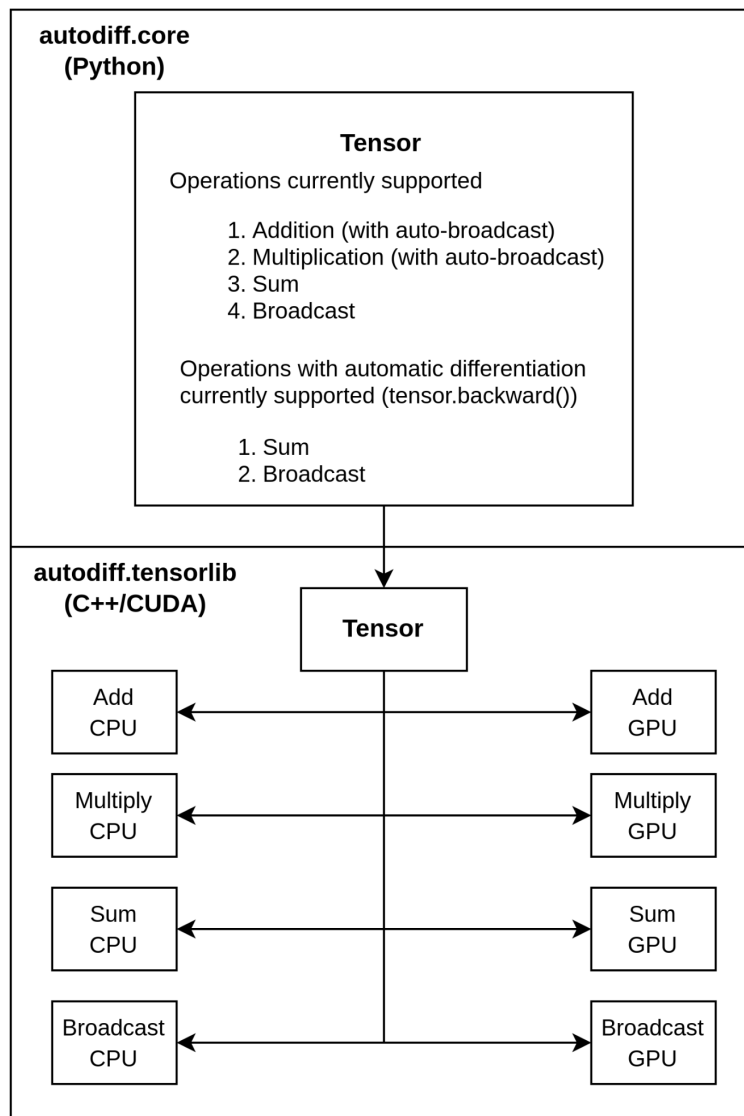 autodiff.core
(Python)
Tensor
Operations currently supported
1. Addition (with auto-broadcast)
2. Multiplication (with auto-broadcast)
3. Sum
4. Broadcast
Operations with automatic differentiation
currently supported (tensor.backward())
1. Sum
2. Broadcast
autodiff.tensorlib
(C++/CUDA)
Tensor
Add
CPU
Add
GPU
Multiply
CPU
Multiply
GPU
Sum
CPU
Sum
GPU
Broadcast
CPU
Broadcast
GPU